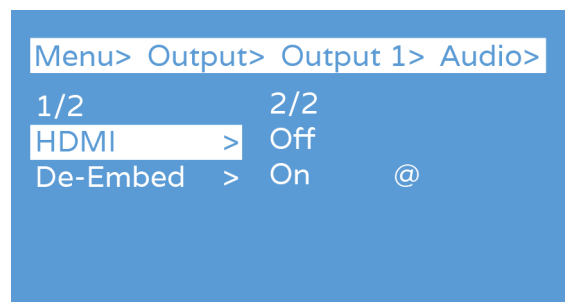 Menu> Output> Output 1> Audio>
1/2 2/2
HDMI > Off
De-Embed > On @